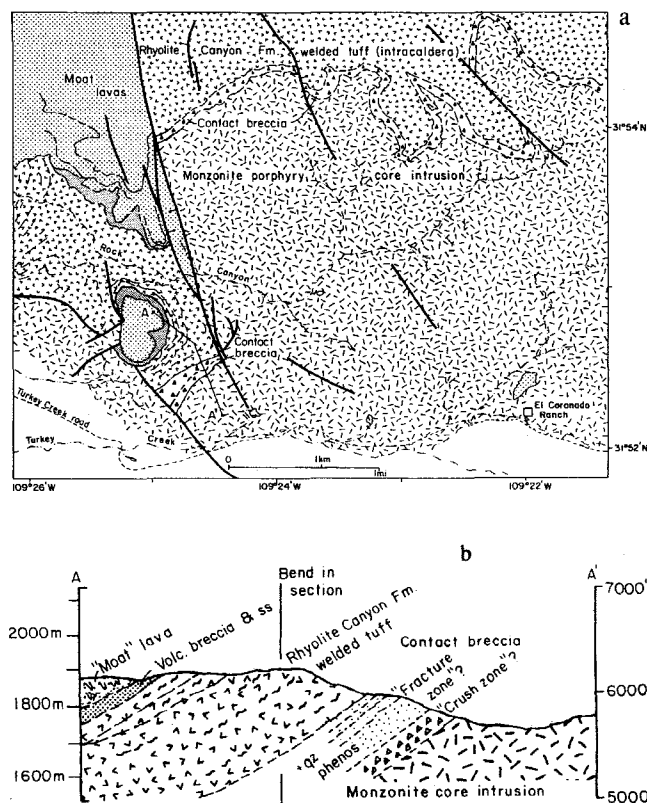 a
Rhyolite Canyon Fm. welded tuff (intracaldera)
Moat
lavas
Contact breccia
31°54'N
Monzonite porphyry, core intrusion
Rock
Canyon
A
Contact
breccia
Turkey Creek road
A'
El Coronado
Ranch
Turkey
Creek
31°52'N
0 1km
1mi
109°26'W 109°24'W 109°22'W
b
A
Bend in
section
A'
7000'
2000m
"Moat" lava
Volc. breccia & ss
Rhyolite Canyon Fm.
welded tuff
Contact breccia
"Fracture
zone"?
"Crush zone"?
6000
1800m
+qz
phenos
1600m
Monzonite core intrusion
5000